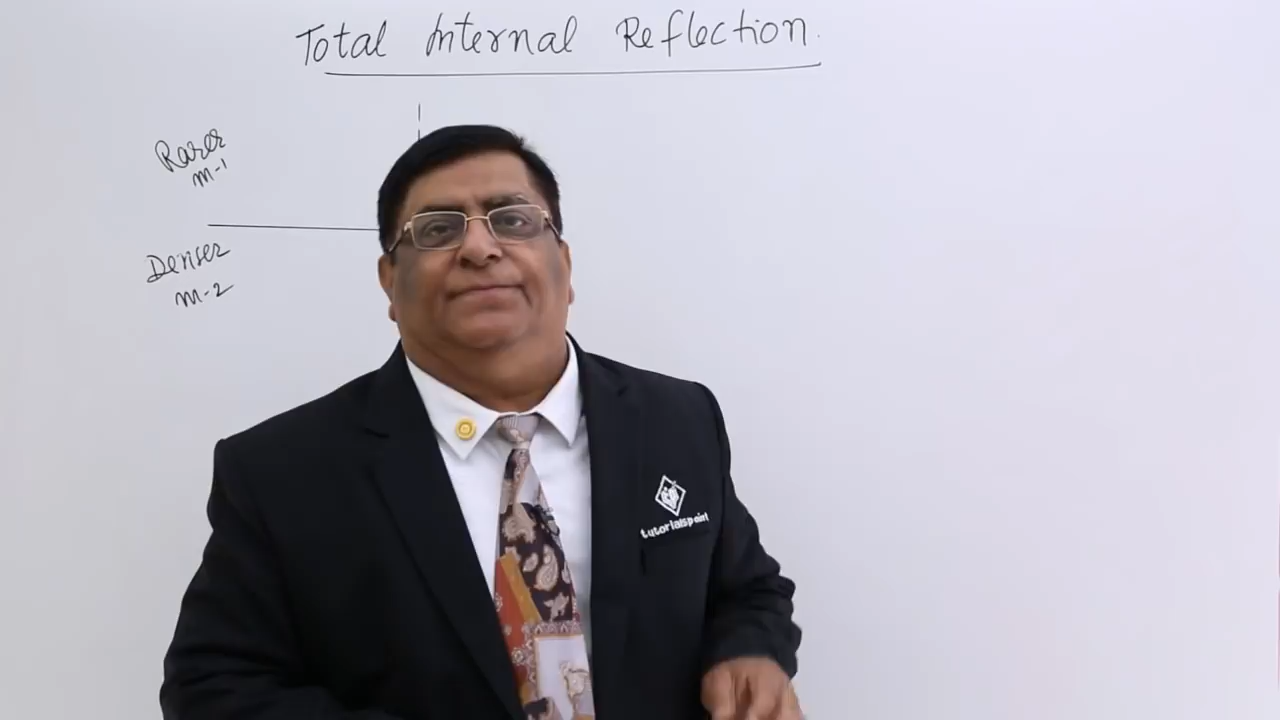 Total Internal Reflection.
Rarer
m-1
Denser
m-2
tutorialspoint